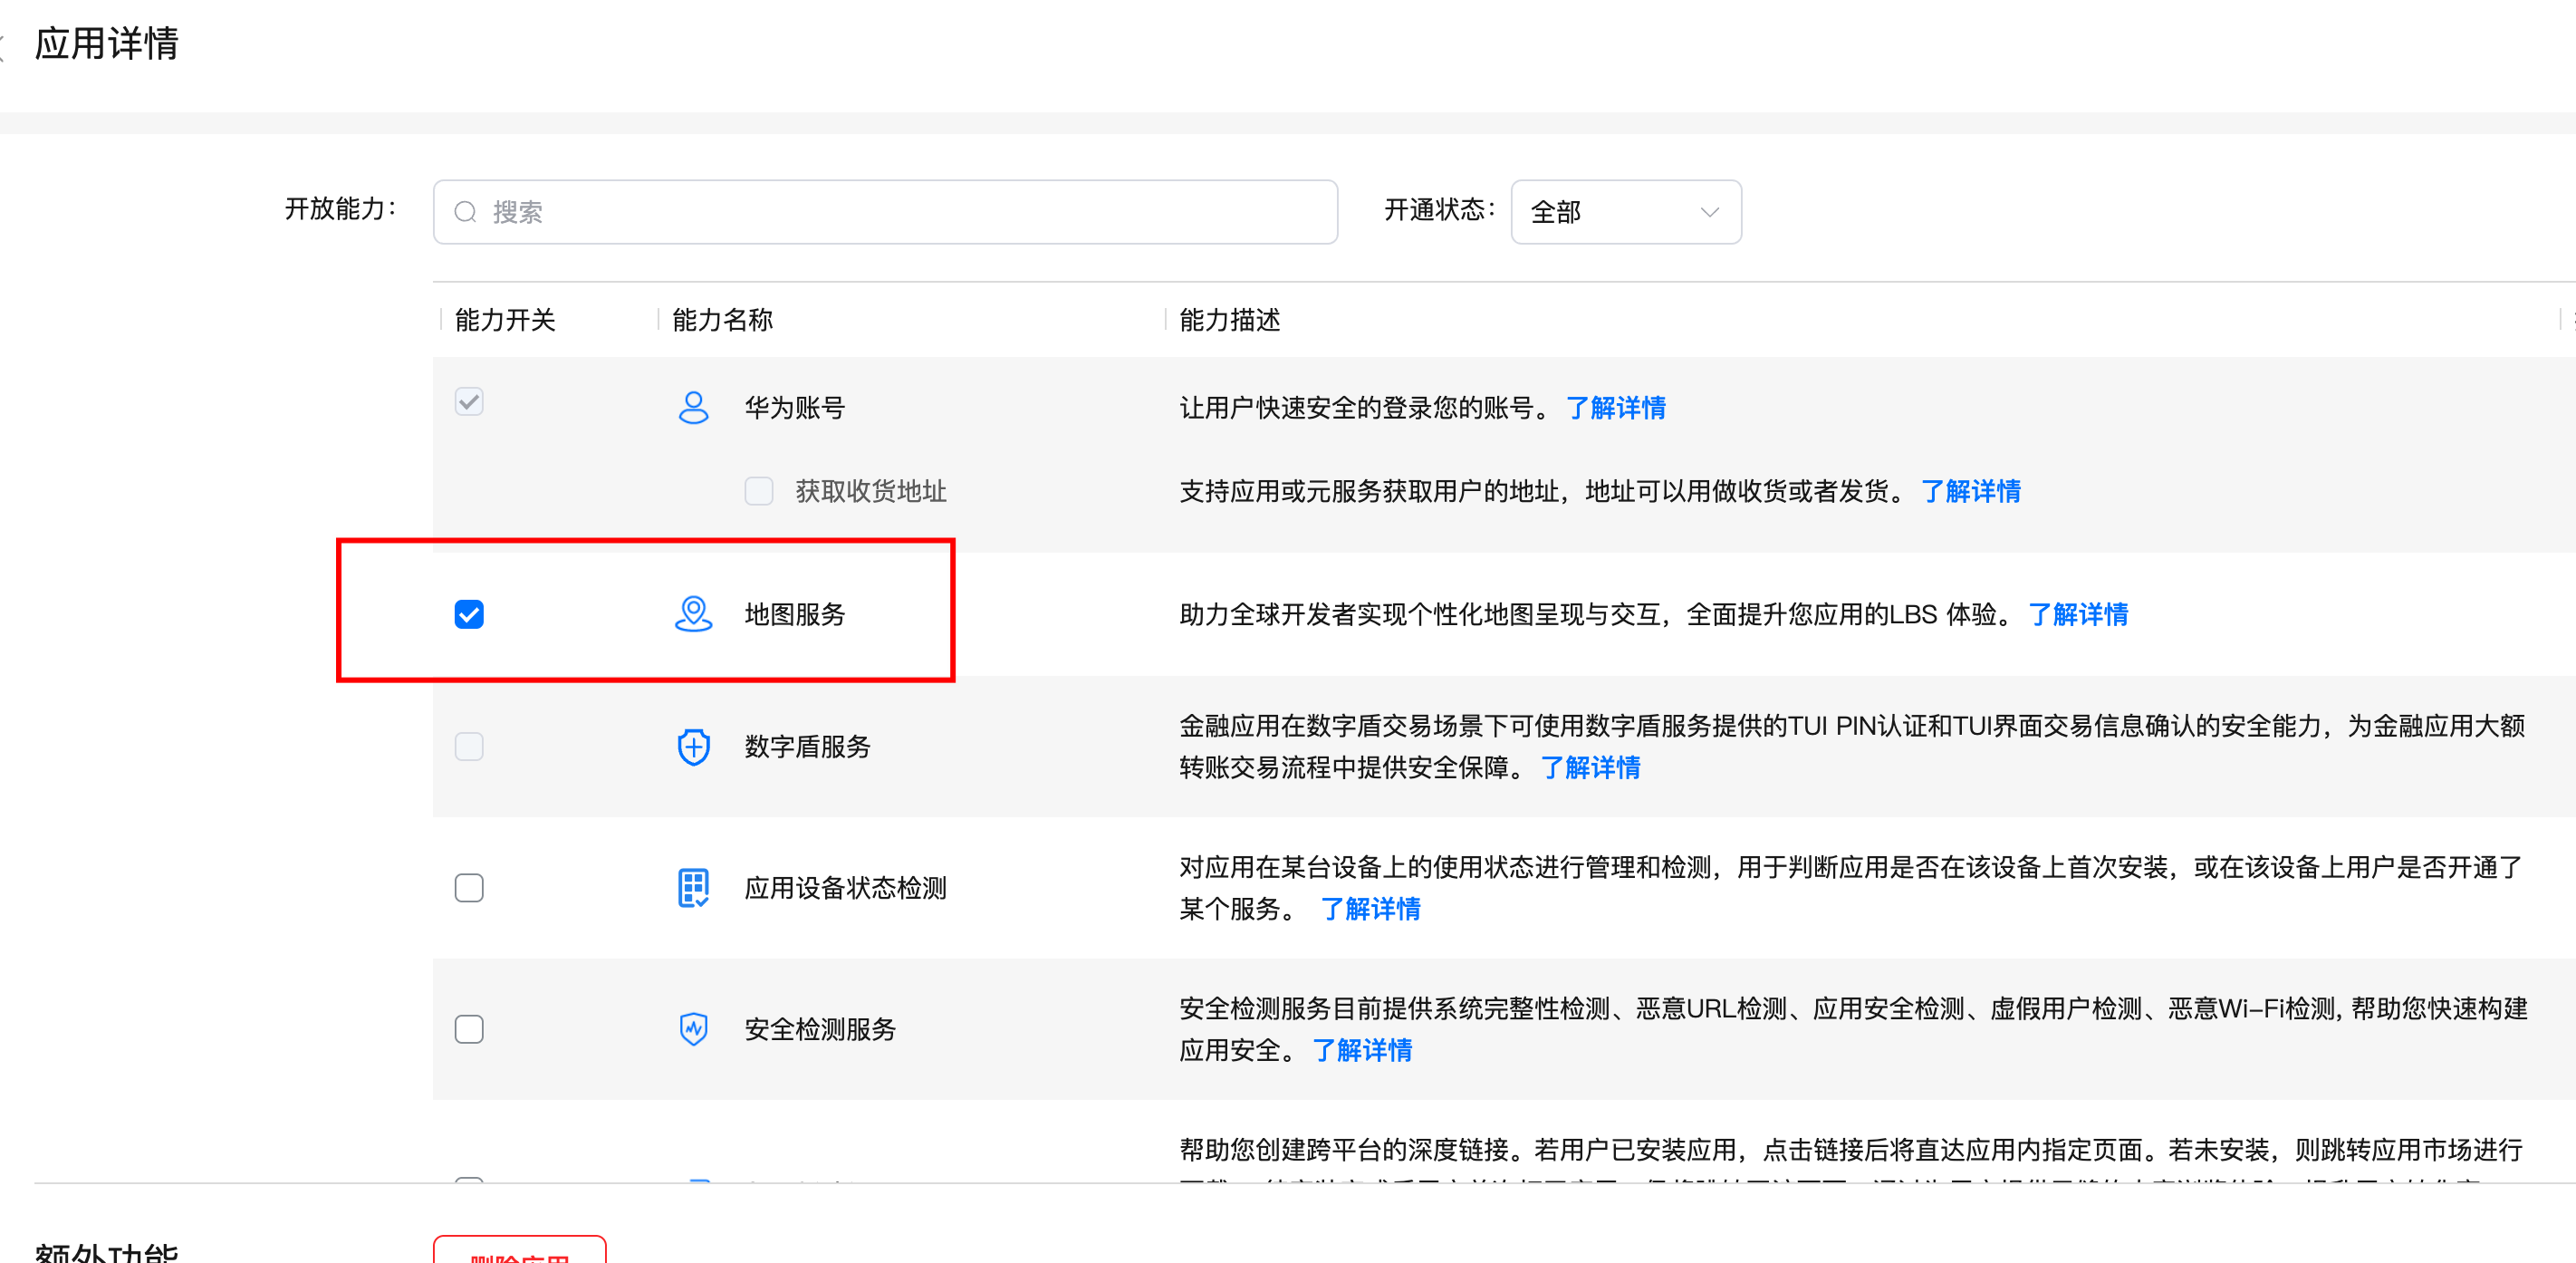 应用详情
开放能力：
搜索
开通状态：
全部
能力开关
能力名称
能力描述
华为账号
让用户快速安全的登录您的账号。 了解详情
获取收货地址
支持应用或元服务获取用户的地址，地址可以用做收货或者发货。 了解详情
地图服务
助力全球开发者实现个性化地图呈现与交互，全面提升您应用的LBS 体验。 了解详情
数字盾服务
金融应用在数字盾交易场景下可使用数字盾服务提供的TUI PIN认证和TUI界面交易信息确认的安全能力，为金融应用大额
转账交易流程中提供安全保障。 了解详情
应用设备状态检测
对应用在某台设备上的使用状态进行管理和检测，用于判断应用是否在该设备上首次安装，或在该设备上用户是否开通了
某个服务。 了解详情
安全检测服务
安全检测服务目前提供系统完整性检测、恶意URL检测、应用安全检测、虚假用户检测、恶意Wi-Fi检测, 帮助您快速构建
应用安全。 了解详情
帮助您创建跨平台的深度链接。若用户已安装应用，点击链接后将直达应用内指定页面。若未安装，则跳转应用市场进行
额外功能
删除应用